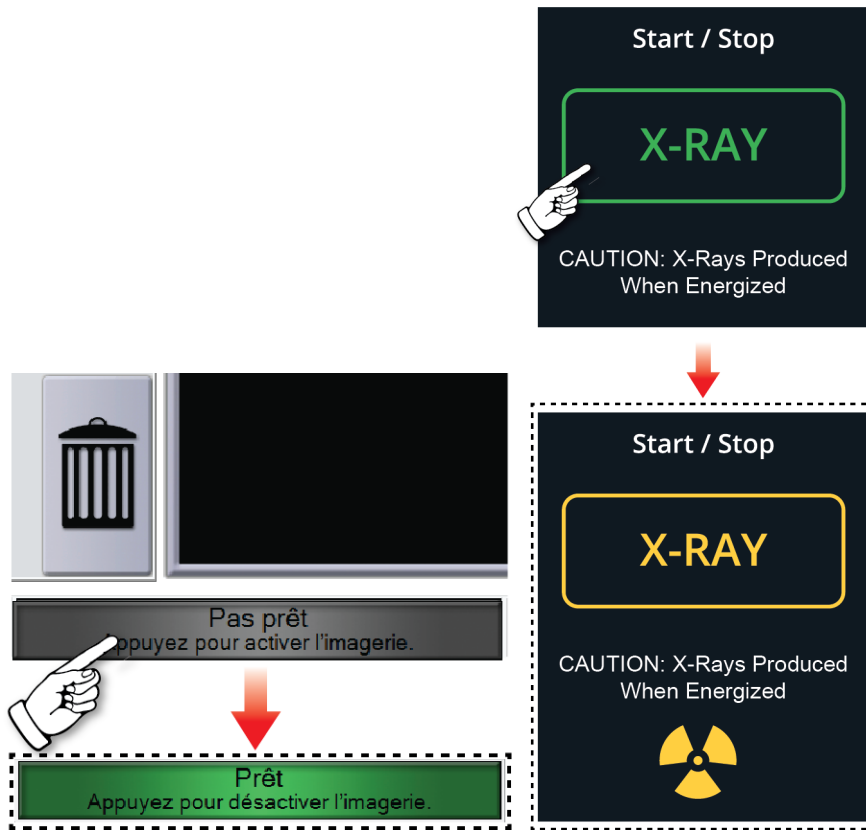 Start / Stop
X-RAY
CAUTION: X-Rays Produced
When Energized
Start / Stop
X-RAY
CAUTION: X-Rays Produced
When Energized
Pas prêt
Appuyez pour activer l'imagerie.
Prêt
Appuyez pour désactiver l'imagerie.